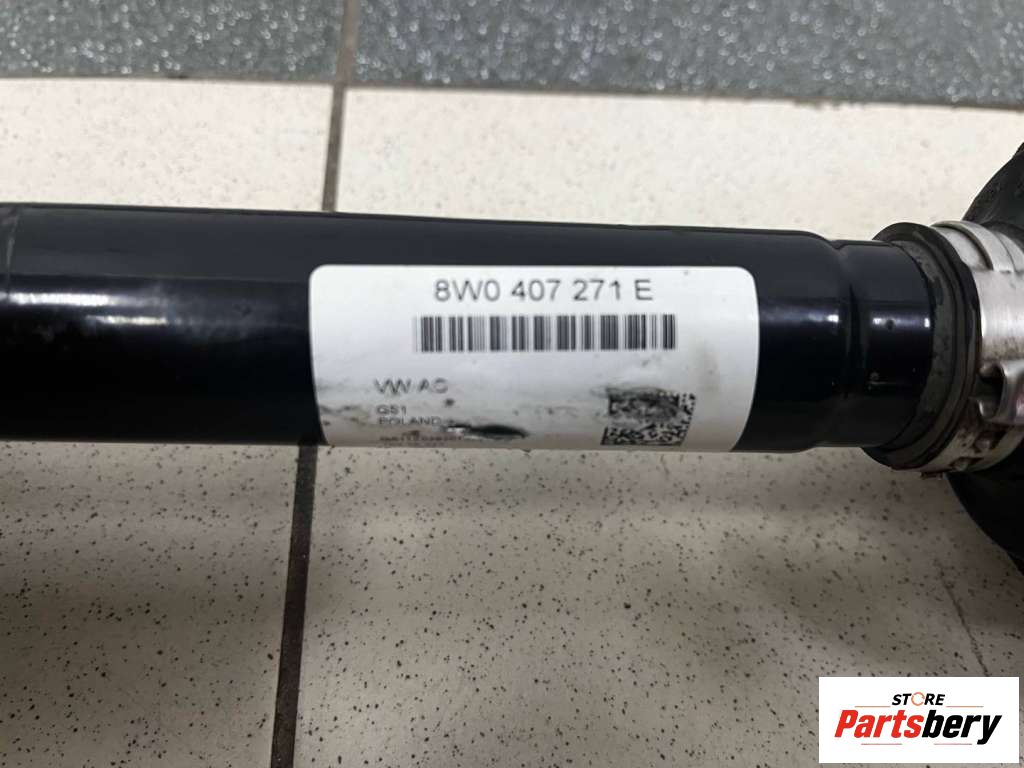 8W0 407 271 E
VW AG
GS1
POLAND
STORE
Partsbery